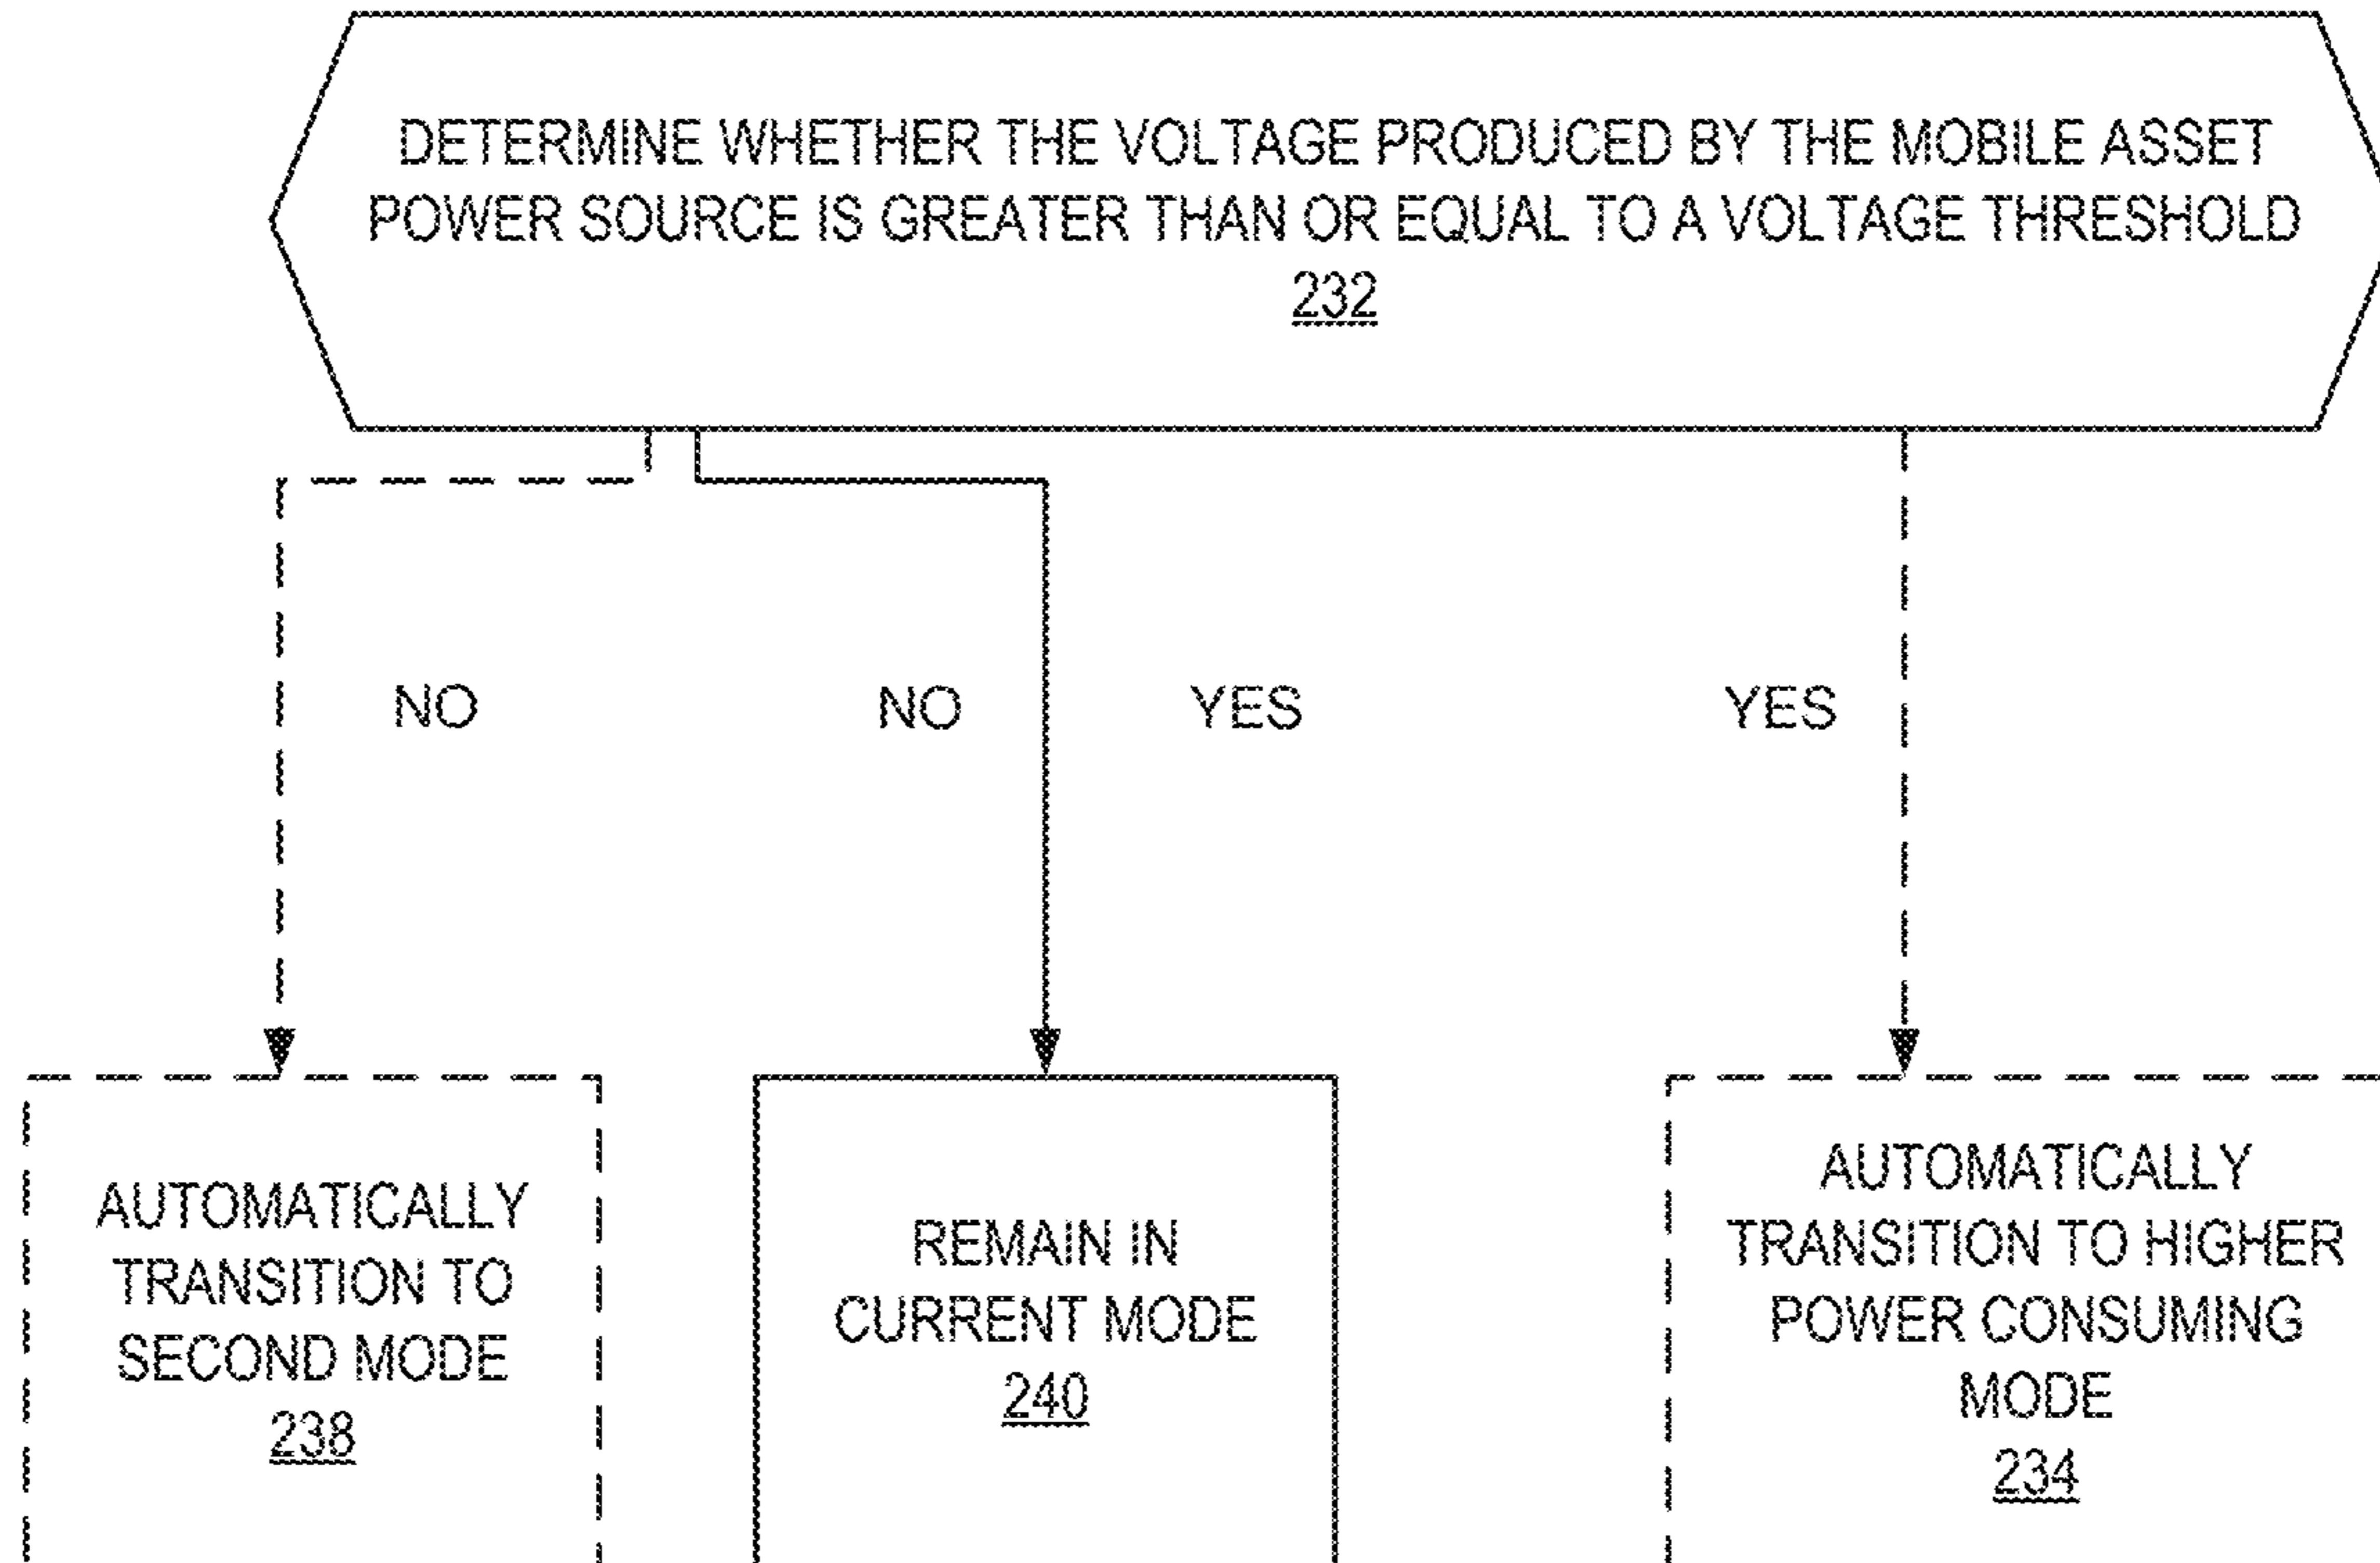 DETERMINE WHETHER THE VOLTAGE PRODUCED BY THE MOBILE ASSET
POWER SOURCE IS GREATER THAN OR EQUAL TO A VOLTAGE THRESHOLD
232
NO
NO
YES
YES
AUTOMATICALLY
TRANSITION TO
SECOND MODE
238
REMAIN IN
CURRENT MODE
240
AUTOMATICALLY
TRANSITION TO HIGHER
POWER CONSUMING
MODE
234